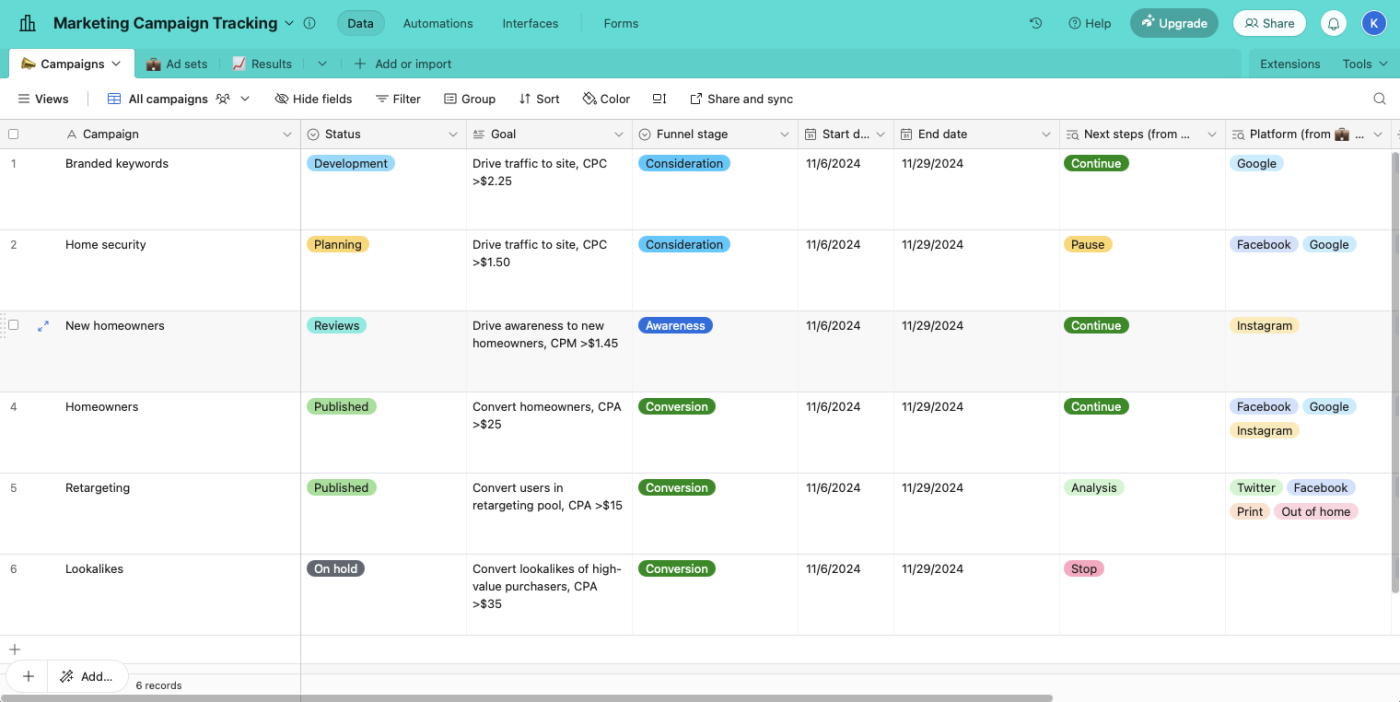 Marketing Campaign Tracking
Data
Automations
Interfaces
Forms
Help
Upgrade
Share
K
Campaigns
Ad sets
Results
Add or import
Extensions
Tools
Views
All campaigns
Hide fields
Filter
Group
Sort
Color
Share and sync
Campaign
Status
Goal
Funnel stage
Start d...
End date
Next steps (from ...
Platform (from 💼 ...
1
Branded keywords
Development
Drive traffic to site, CPC
>$2.25
Consideration
11/6/2024
11/29/2024
Continue
Google
2
Home security
Planning
Drive traffic to site, CPC
>$1.50
Consideration
11/6/2024
11/29/2024
Pause
Facebook Google
New homeowners
Reviews
Drive awareness to new
homeowners, CPM >$1.45
Awareness
11/6/2024
11/29/2024
Continue
Instagram
4
Homeowners
Published
Convert homeowners, CPA
>$25
Conversion
11/6/2024
11/29/2024
Continue
Facebook Google
Instagram
5
Retargeting
Published
Convert users in
retargeting pool, CPA >$15
Conversion
11/6/2024
11/29/2024
Analysis
Twitter Facebook
Print Out of home
6
Lookalikes
On hold
Convert lookalikes of high-
value purchasers, CPA
>$35
Conversion
11/6/2024
11/29/2024
Stop
Add...
6 records